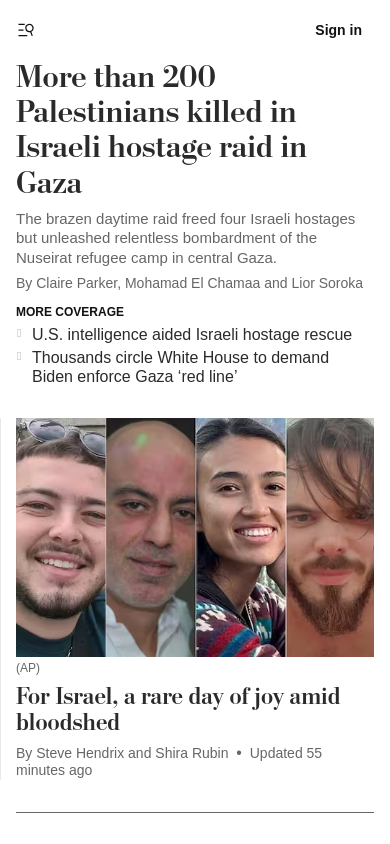 Sign in
More than 200
Palestinians killed in
Israeli hostage raid in
Gaza
The brazen daytime raid freed four Israeli hostages
but unleashed relentless bombardment of the
Nuseirat refugee camp in central Gaza.
By Claire Parker, Mohamad El Chamaa and Lior Soroka
MORE COVERAGE
U.S. intelligence aided Israeli hostage rescue
Thousands circle White House to demand
Biden enforce Gaza ‘red line’
(AP)
For Israel, a rare day of joy amid
bloodshed
By Steve Hendrix and Shira Rubin • Updated 55
minutes ago